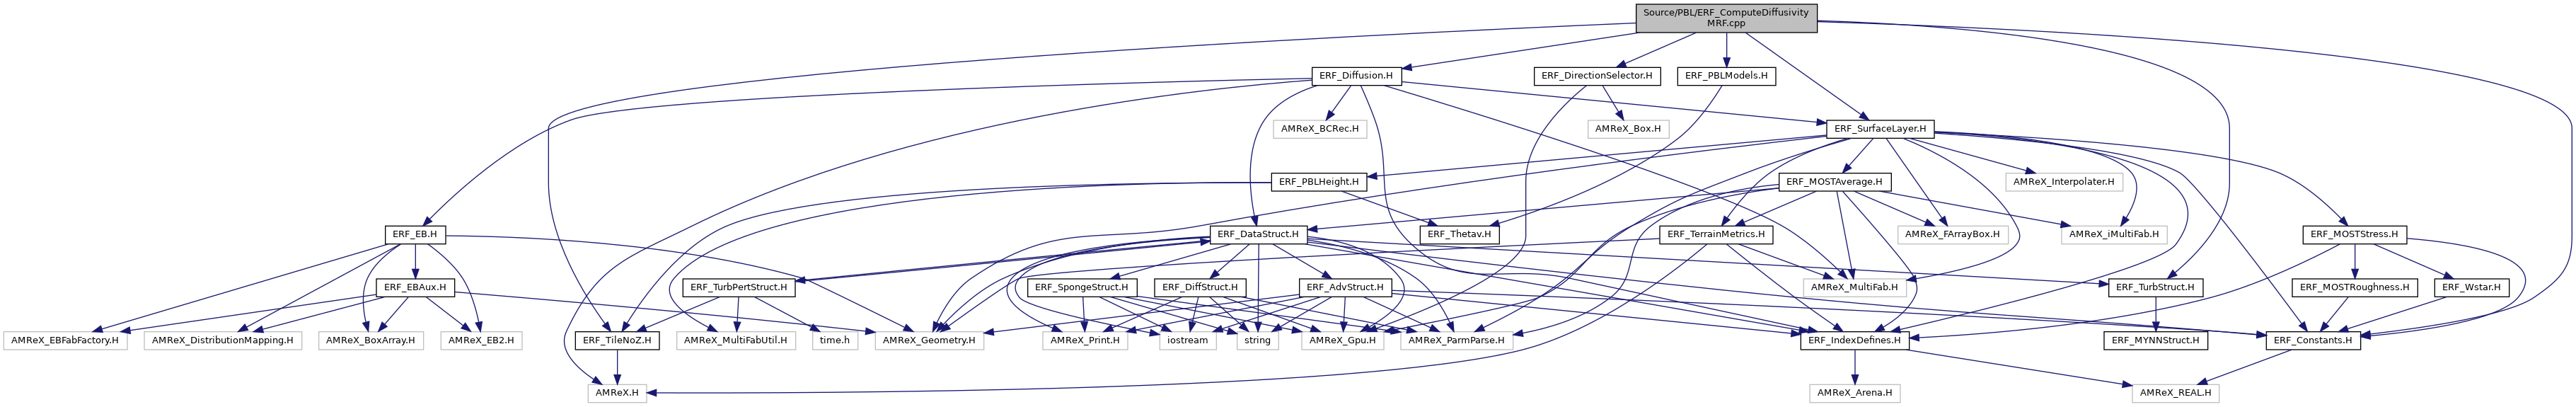 Source/PBL/ERF_ComputeDiffusivity
MRF.cpp
ERF_Diffusion.H
ERF_DirectionSelector.H
ERF_PBLModels.H
AMReX_BCRec.H
AMReX_Box.H
ERF_SurfaceLayer.H
ERF_PBLHeight.H
ERF_MOSTAverage.H
AMReX_Interpolater.H
ERF_EB.H
ERF_DataStruct.H
ERF_Thetav.H
ERF_TerrainMetrics.H
AMReX_FArrayBox.H
AMReX_iMultiFab.H
ERF_MOSTStress.H
ERF_EBAux.H
ERF_TurbPertStruct.H
ERF_SpongeStruct.H
ERF_DiffStruct.H
ERF_AdvStruct.H
AMReX_MultiFab.H
ERF_TurbStruct.H
ERF_MOSTRoughness.H
ERF_Wstar.H
AMReX_EBFabFactory.H
AMReX_DistributionMapping.H
AMReX_BoxArray.H
AMReX_EB2.H
ERF_TileNoZ.H
AMReX_MultiFabUtil.H
time.h
AMReX_Geometry.H
AMReX_Print.H
iostream
string
AMReX_Gpu.H
AMReX_ParmParse.H
ERF_IndexDefines.H
ERF_MYNNStruct.H
ERF_Constants.H
AMReX.H
AMReX_Arena.H
AMReX_REAL.H